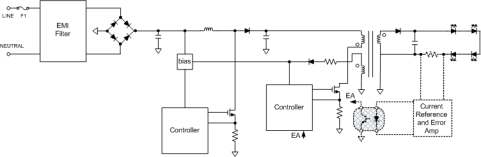 LINE F1
EMI
Filter
NEUTRAL
bias
Controller
Controller
EA
EA
Current
Reference
and Error
Amp